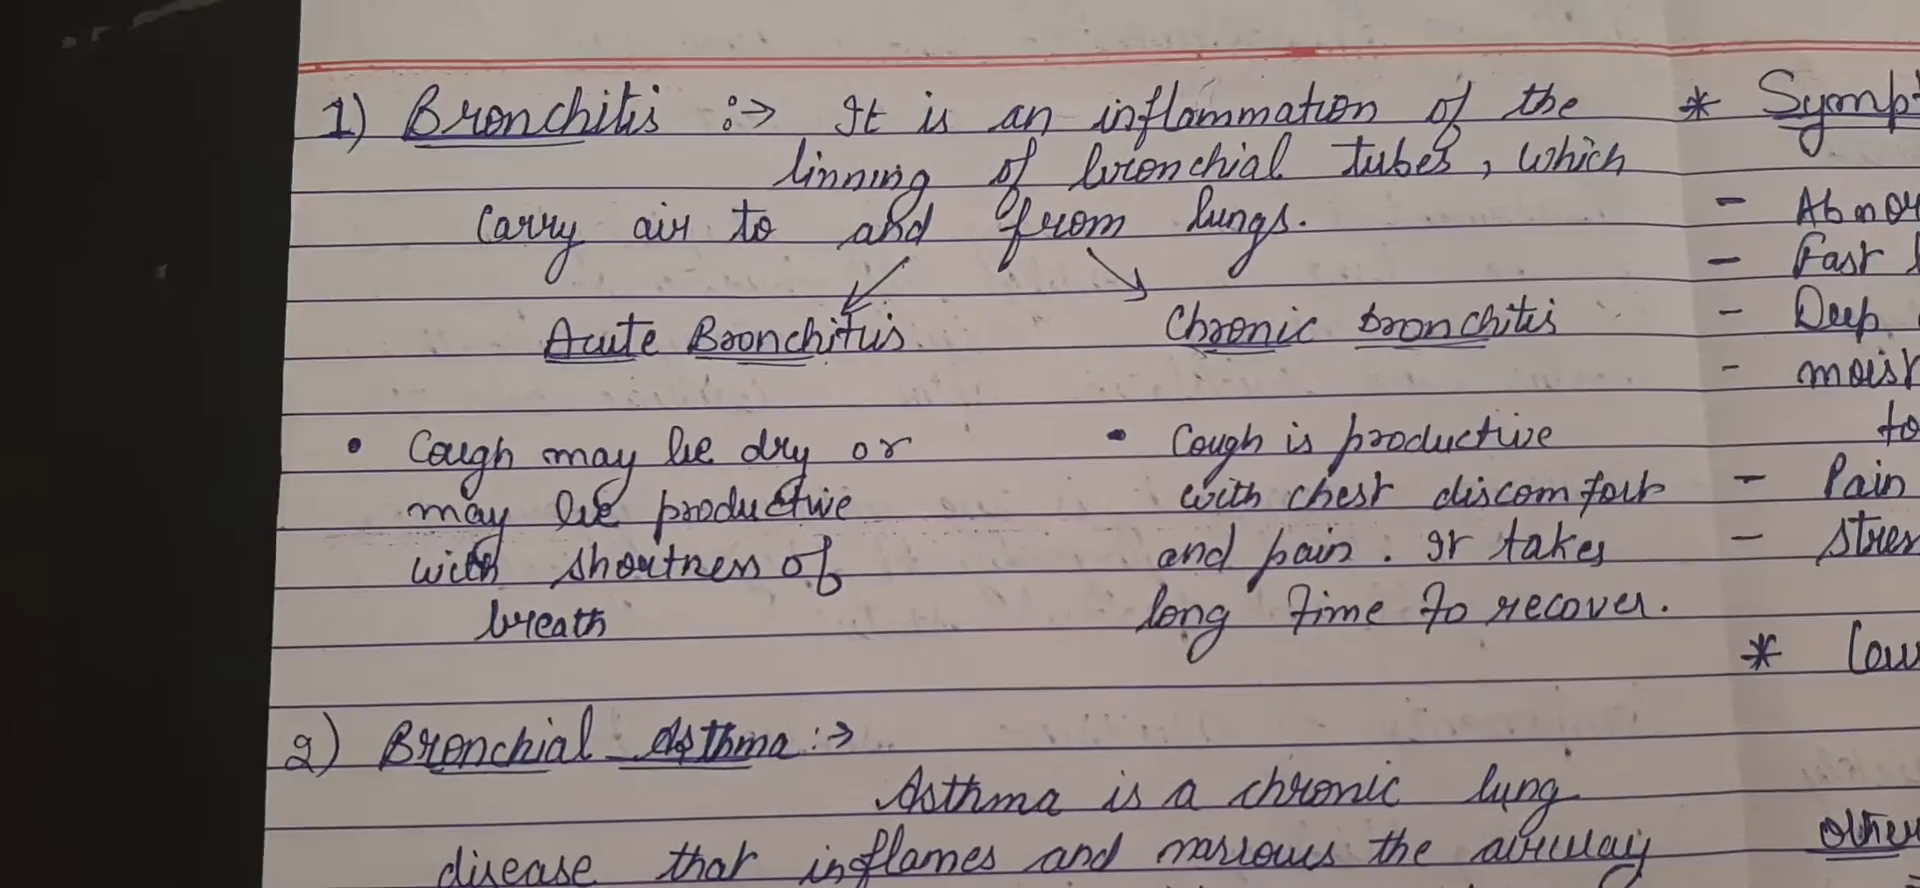 1) Bronchitis :→ It is an inflammation of the
linning of bronchial tubes, which
carry air to and from lungs.
Acute Bronchitis
Chronic bronchitis
• Cough may be dry or
may be productive
with shortness of
breath
• Cough is productive
with chest discomfort
and pain. It takes
long time to recover.
2) Bronchial Asthma :→
Asthma is a chronic lung
disease that inflames and narrows the airway
* Sympt
- Abnor
- Fast
- Deep
- moist
to
- Pain
- Stres
* Cou
other